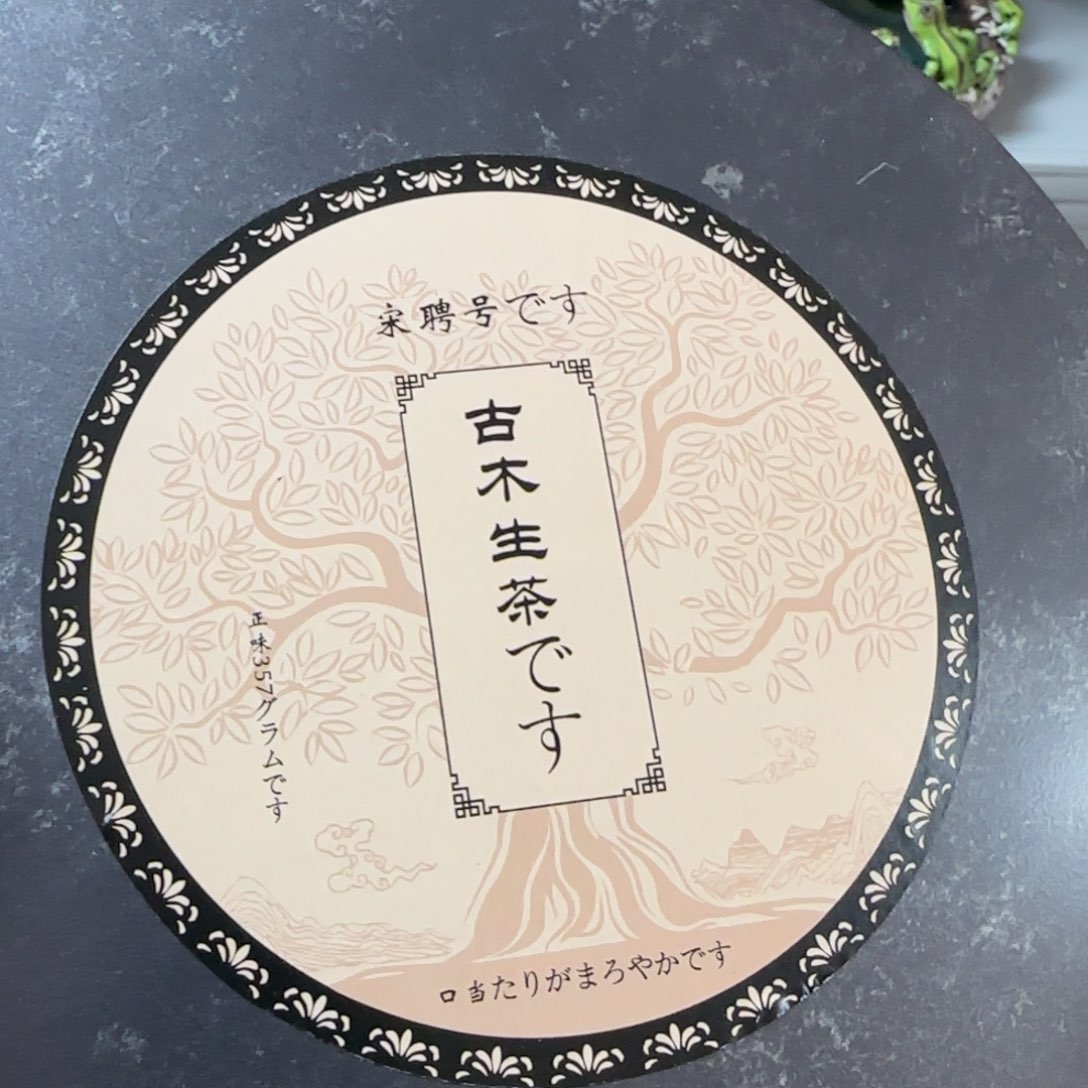 宋聘号です
古木生茶です
正味357グラムです
口当たりがまろやかです